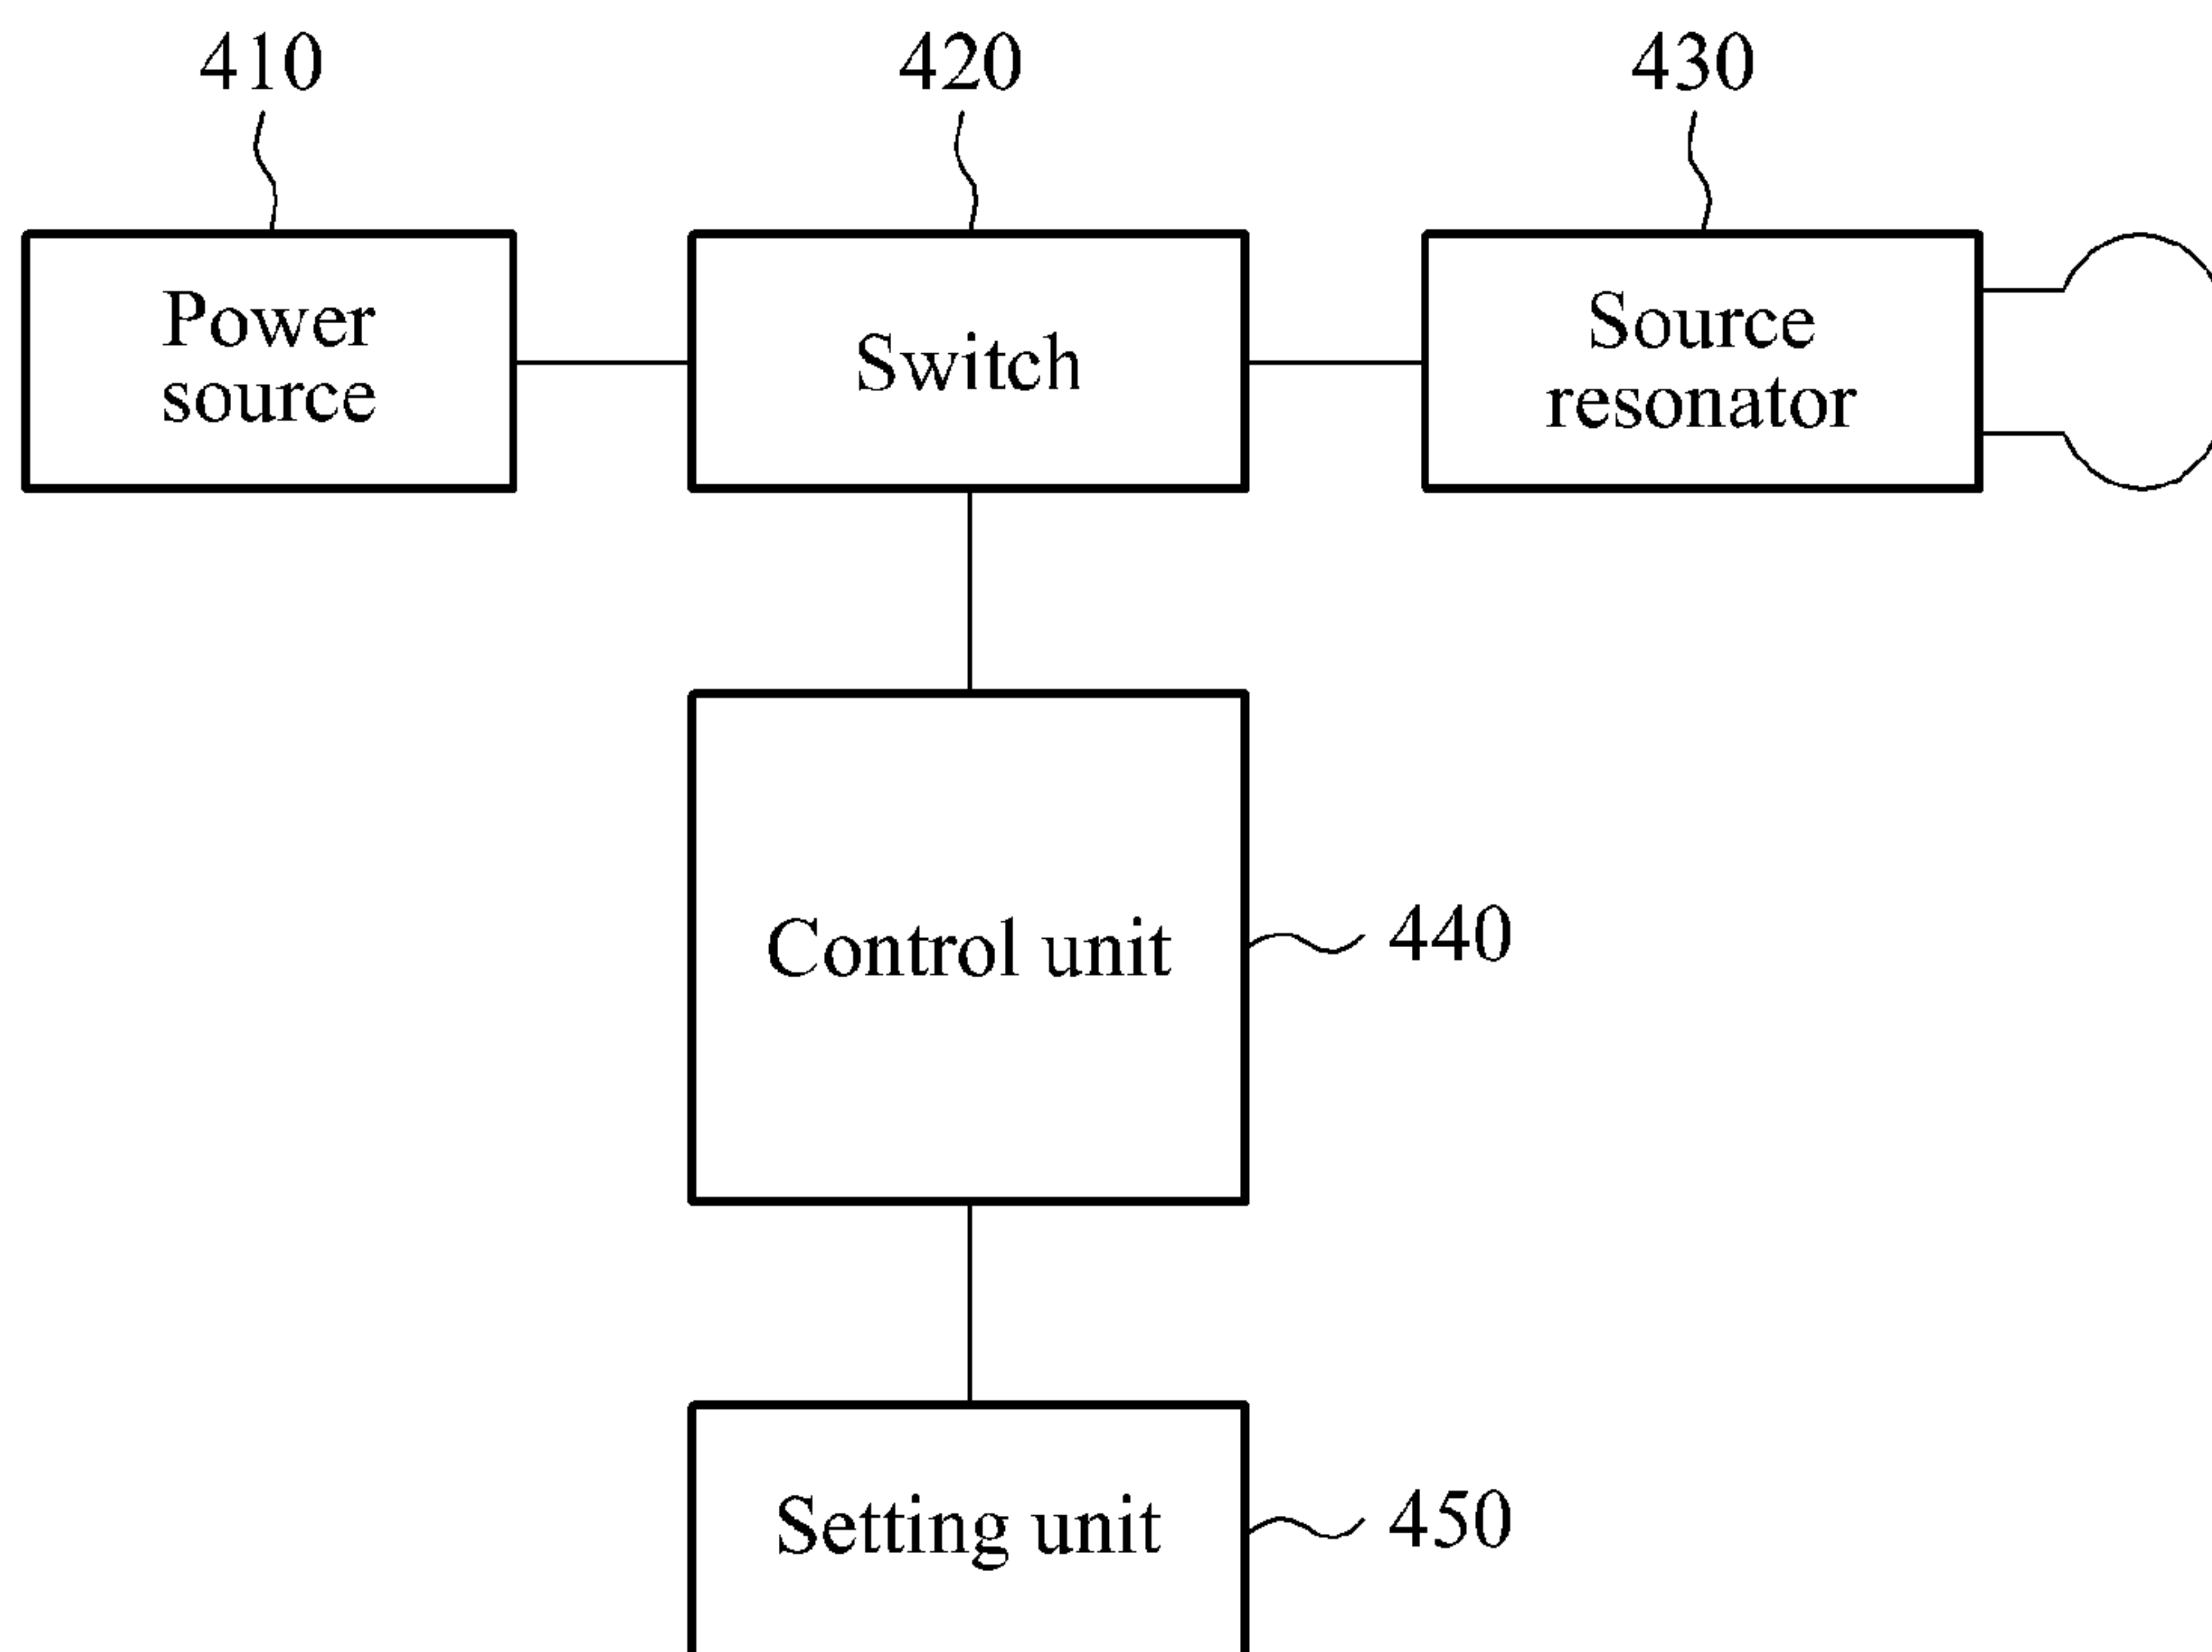 410
420
430
Power
source
Switch
Source
resonator
Control unit
440
Setting unit
450